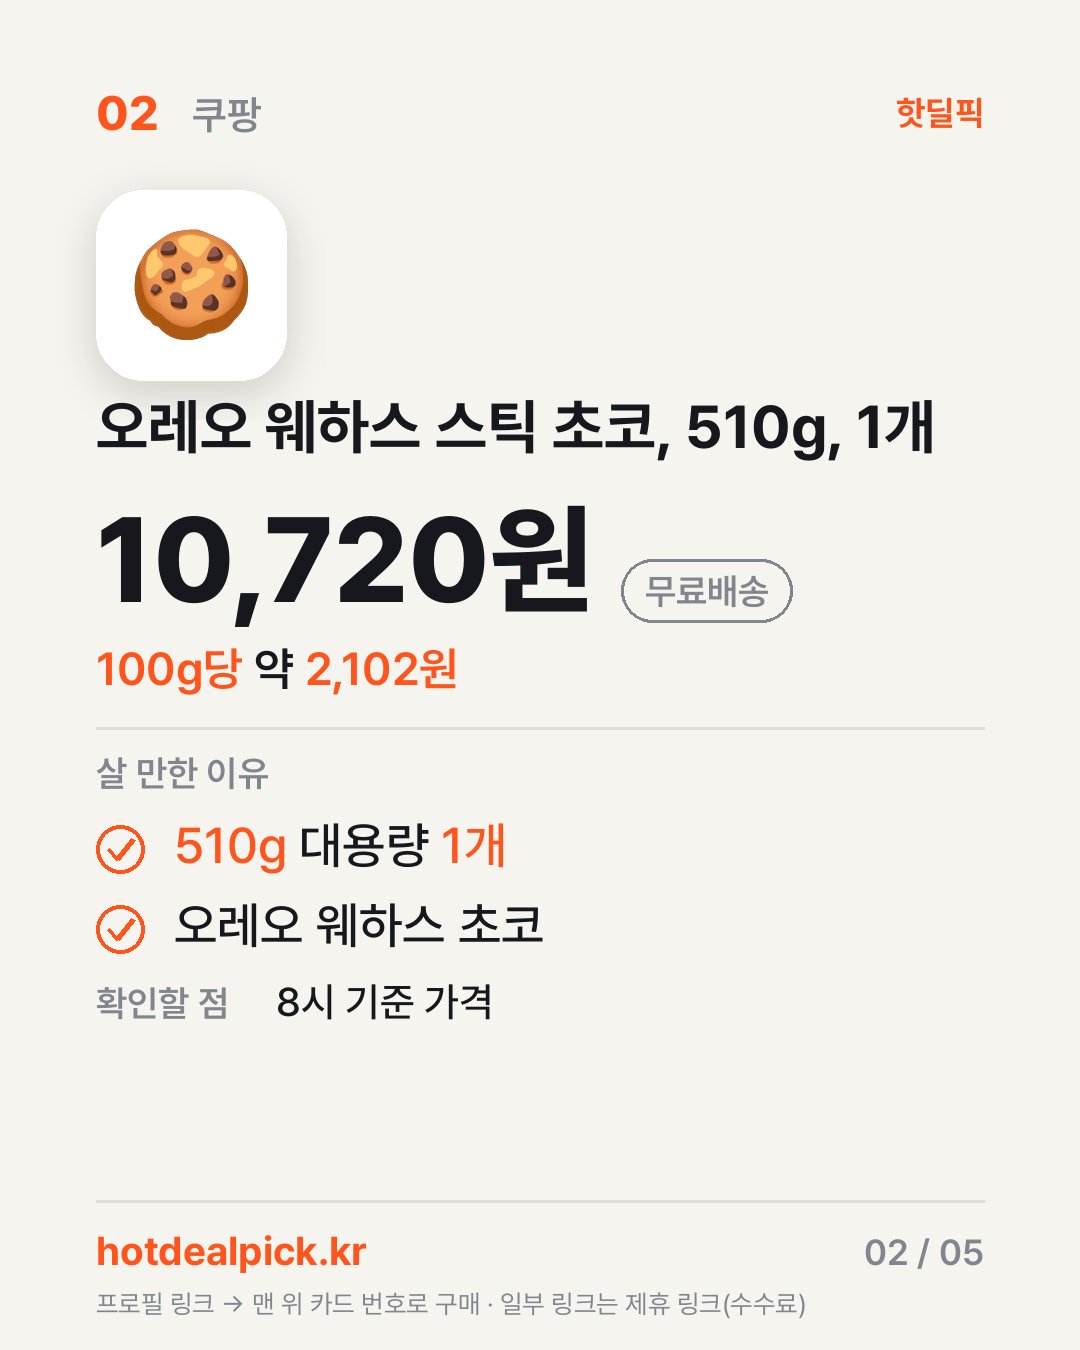 02 쿠팡 핫딜픽
오레오 웨하스 스틱 초코, 510g, 1개
10,720원 무료배송
100g당 약 2,102원
살 만한 이유
510g 대용량 1개
오레오 웨하스 초코
확인할 점 8시 기준 가격
hotdealpick.kr 02 / 05
프로필 링크 → 맨 위 카드 번호로 구매 · 일부 링크는 제휴 링크(수수료)